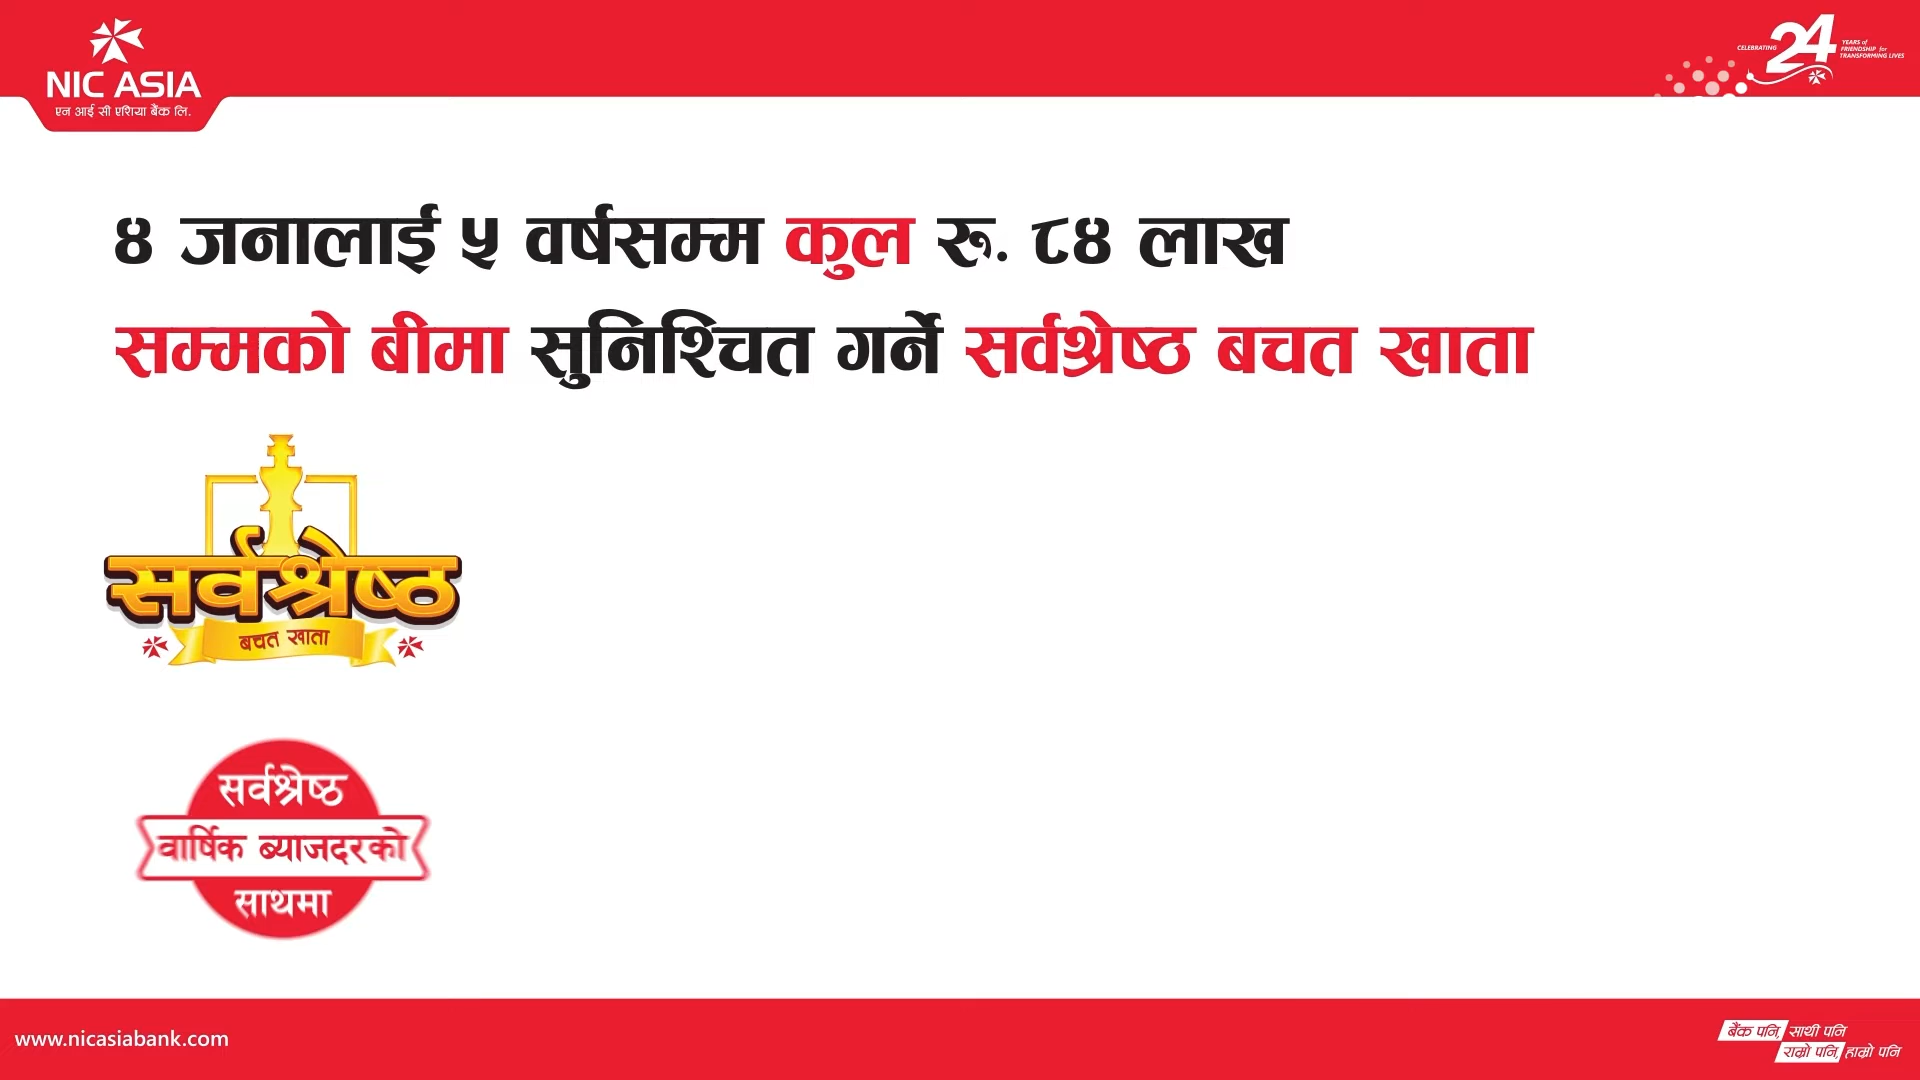 NIC ASIA
एन आई सी एशिया बैंक लि.
CELEBRATING 24 YEARS of
FRIENDSHIP for
TRANSFORMING LIVES
४ जनालाई ५ वर्षसम्म कुल रु. ८४ लाख
सम्मको बीमा सुनिश्चित गर्ने सर्वश्रेष्ठ बचत खाता
सर्वश्रेष्ठ
बचत खाता
सर्वश्रेष्ठ
वार्षिक ब्याजदरको
साथमा
www.nicasiabank.com
बैंक पनि, साथी पनि
राम्रो पनि, हाम्रो पनि